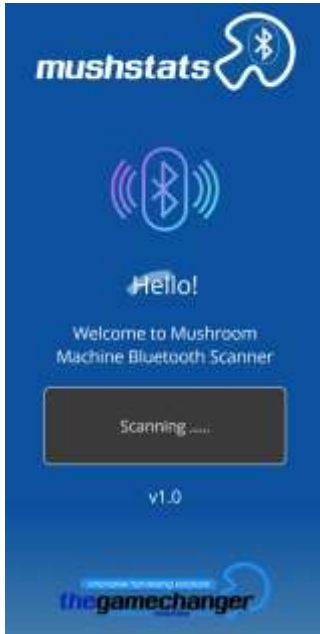 mushstats
Hello!
Welcome to Mushroom
Machine Bluetooth Scanner
Scanning .....
v1.0
thegamechanger